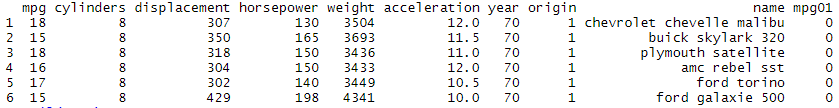 mpg cylinders displacement horsepower weight acceleration year origin name mpg01
1 18 8 307 130 3504 12.0 70 1 chevrolet chevelle malibu 0
2 15 8 350 165 3693 11.5 70 1 buick skylark 320 0
3 18 8 318 150 3436 11.0 70 1 plymouth satellite 0
4 16 8 304 150 3433 12.0 70 1 amc rebel sst 0
5 17 8 302 140 3449 10.5 70 1 ford torino 0
6 15 8 429 198 4341 10.0 70 1 ford galaxie 500 0